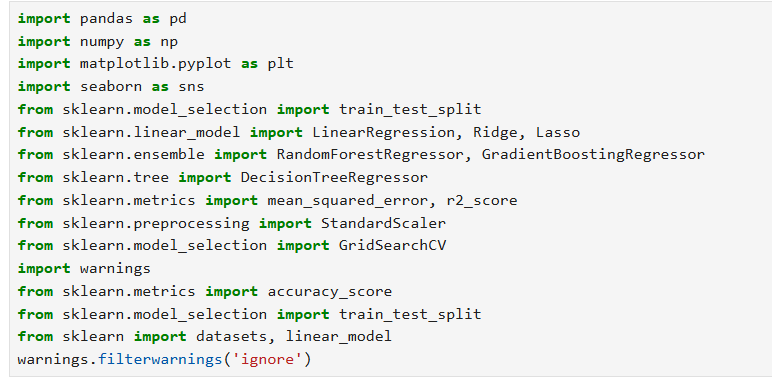 import pandas as pd
import numpy as np
import matplotlib.pyplot as plt
import seaborn as sns
from sklearn.model_selection import train_test_split
from sklearn.linear_model import LinearRegression, Ridge, Lasso
from sklearn.ensemble import RandomForestRegressor, GradientBoostingRegressor
from sklearn.tree import DecisionTreeRegressor
from sklearn.metrics import mean_squared_error, r2_score
from sklearn.preprocessing import StandardScaler
from sklearn.model_selection import GridSearchCV
import warnings
from sklearn.metrics import accuracy_score
from sklearn.model_selection import train_test_split
from sklearn import datasets, linear_model
warnings.filterwarnings('ignore')